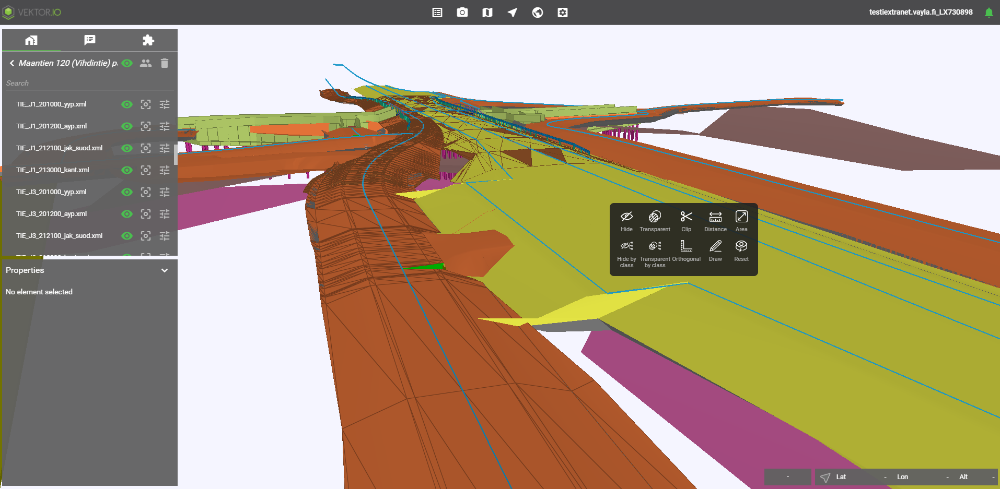 VEKTOR.IO
testiextranet.vayla.fi_LX730898
Maantien 120 (Vihdintie) p
Search
TIE_J1_201000_yyp.xml
TIE_J1_201200_ayp.xml
TIE_J1_212100_jak_suod.xml
TIE_J1_213000_kant.xml
TIE_J3_201000_yyp.xml
TIE_J3_201200_ayp.xml
TIE_J3_212100_jak_suod.xml
Properties
No element selected
Hide
Transparent
Clip
Distance
Area
Hide by
class
Transparent
by class
Orthogonal
Draw
Reset
-
Lat -
Lon -
Alt -